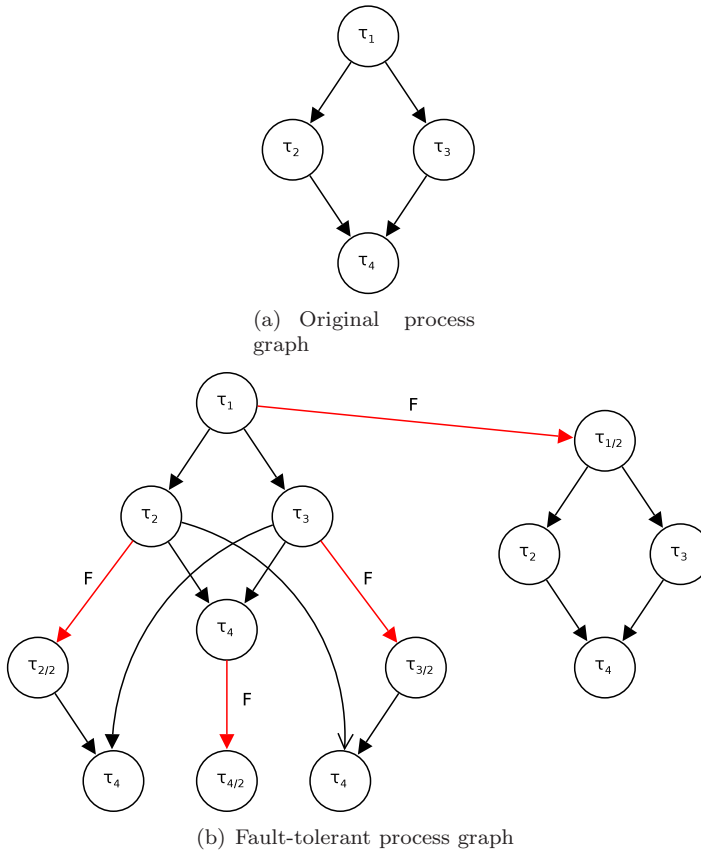 τ1
τ2 τ3
τ4
(a) Original process
graph
τ1 F τ1/2
τ2 τ3 τ2 τ3
F F
τ4
τ2/2 F τ3/2 τ4
τ4 τ4/2 τ4
(b) Fault-tolerant process graph